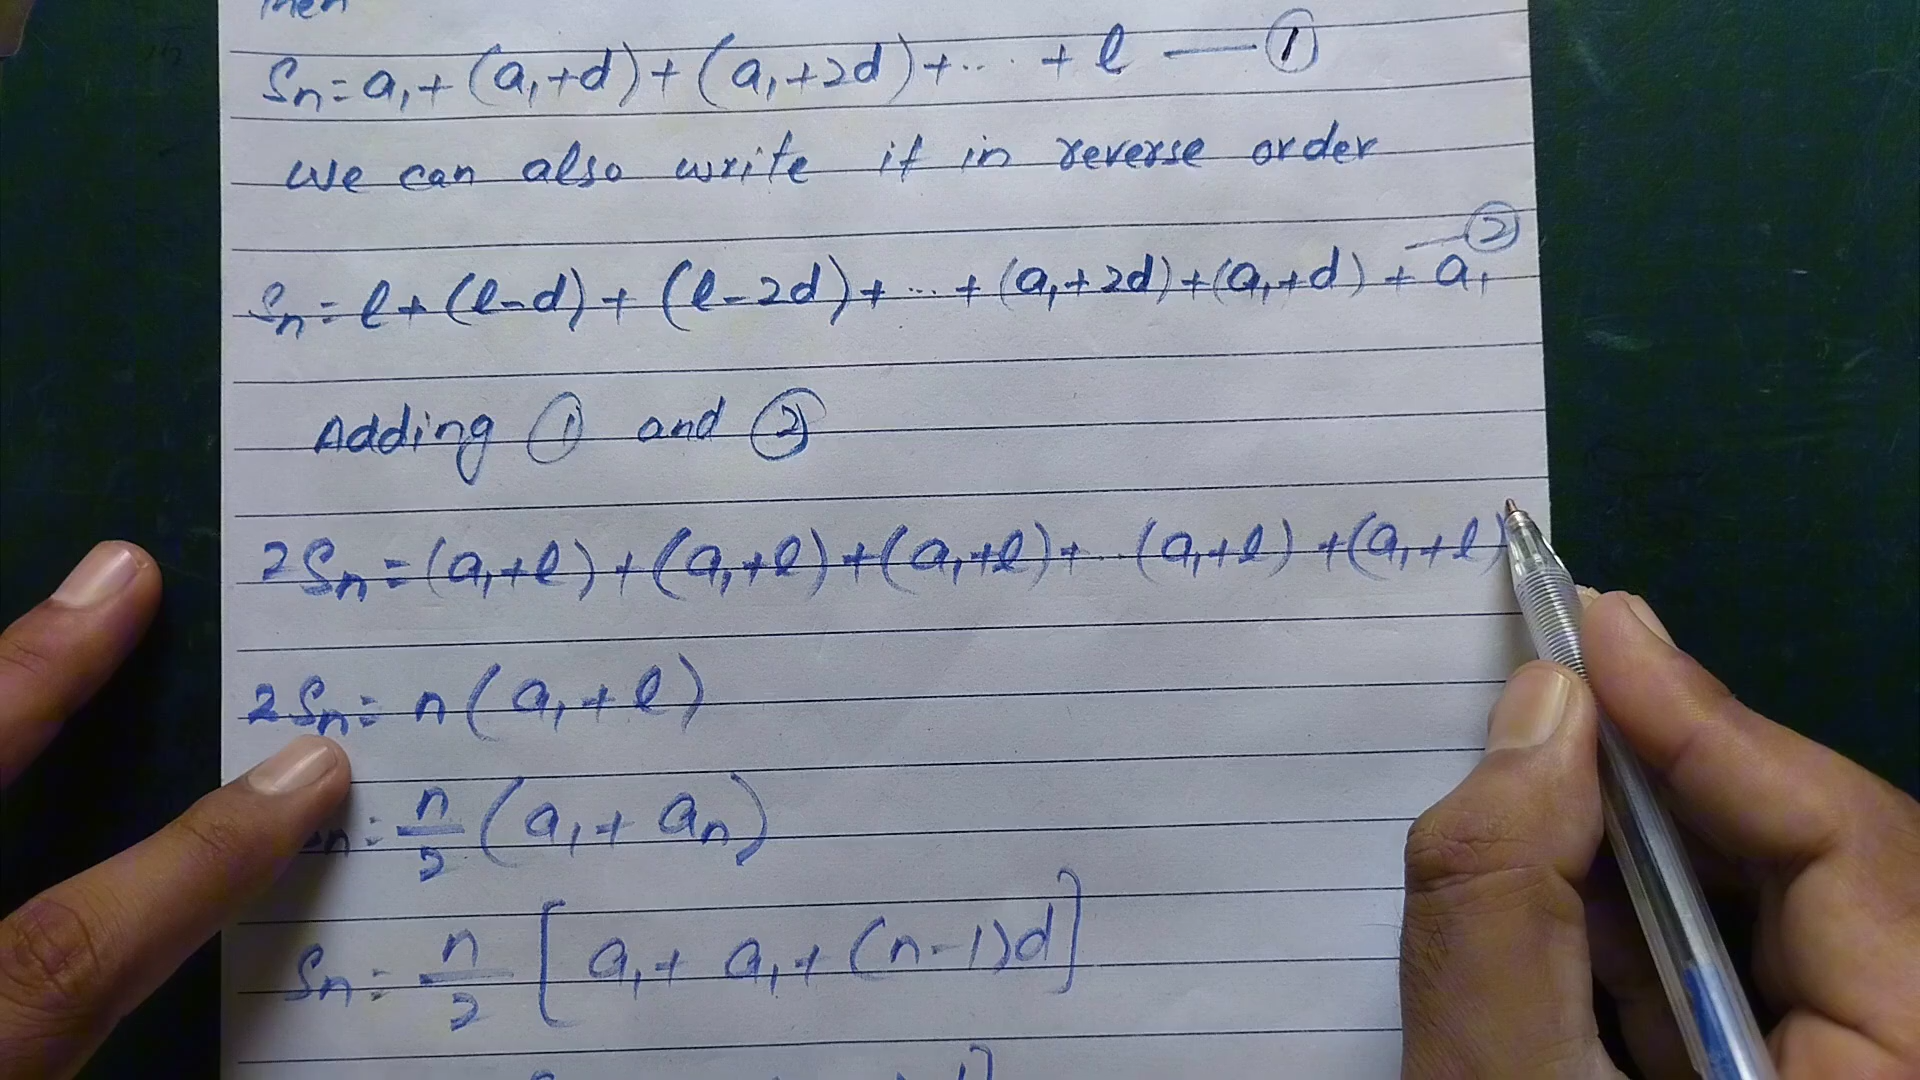 Then
Sn = a₁ + (a₁+d) + (a₁+2d) + ... + l — ①
We can also write it in reverse order
Sn = l + (l-d) + (l-2d) + ... + (a₁+2d) + (a₁+d) + a₁ — ②
Adding ① and ②
2Sn = (a₁+l) + (a₁+l) + (a₁+l) + ... (a₁+l) + (a₁+l)
2Sn = n(a₁+l)
n = n/2 (a₁ + an)
Sn = n/2 [a₁ + a₁ + (n-1)d]